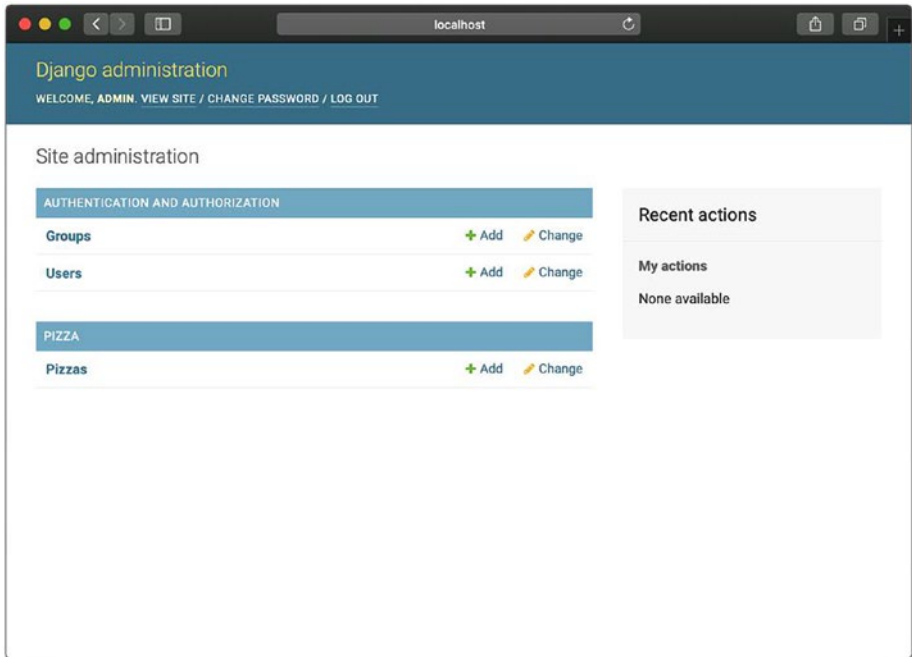 localhost
Django administration
WELCOME, ADMIN. VIEW SITE / CHANGE PASSWORD / LOG OUT
Site administration
AUTHENTICATION AND AUTHORIZATION
Groups + Add Change
Users + Add Change
PIZZA
Pizzas + Add Change
Recent actions
My actions
None available